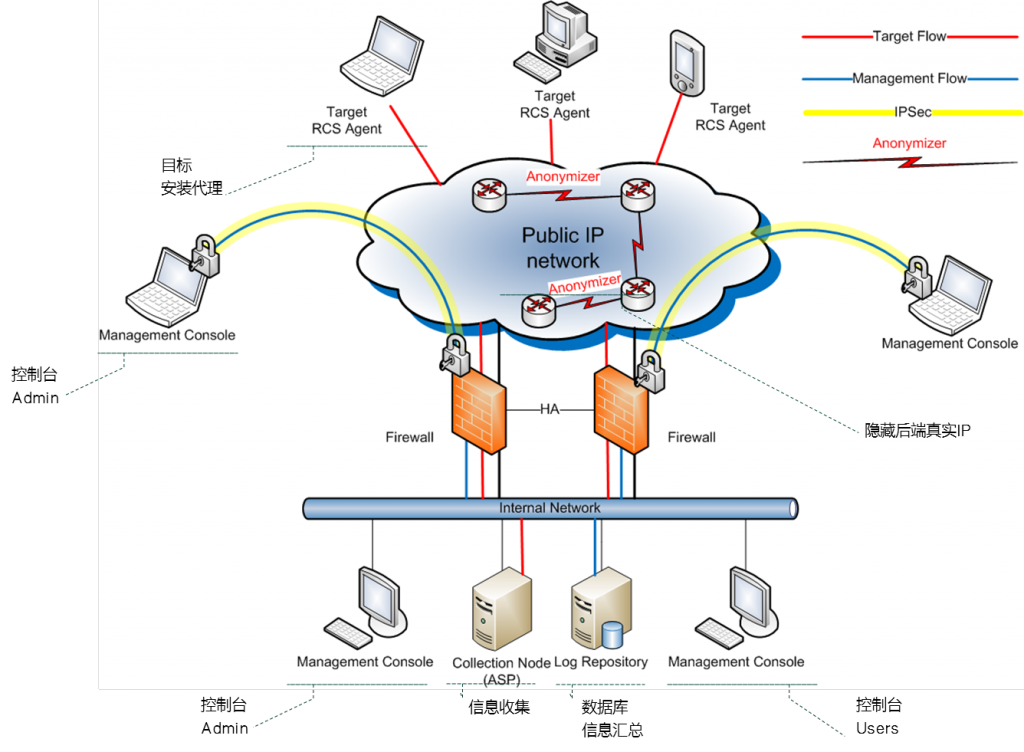 Target Flow
Management Flow
IPSec
Anonymizer
Target
RCS Agent
Target
RCS Agent
Target
RCS Agent
目标
安装代理
Anonymizer
Public IP
network
Anonymizer
Management Console
Management Console
控制台
Admin
隐藏后端真实IP
Firewall
HA
Firewall
Internal Network
Management Console
Collection Node
(ASP)
Log Repository
Management Console
控制台
Admin
信息收集
数据库
信息汇总
控制台
Users